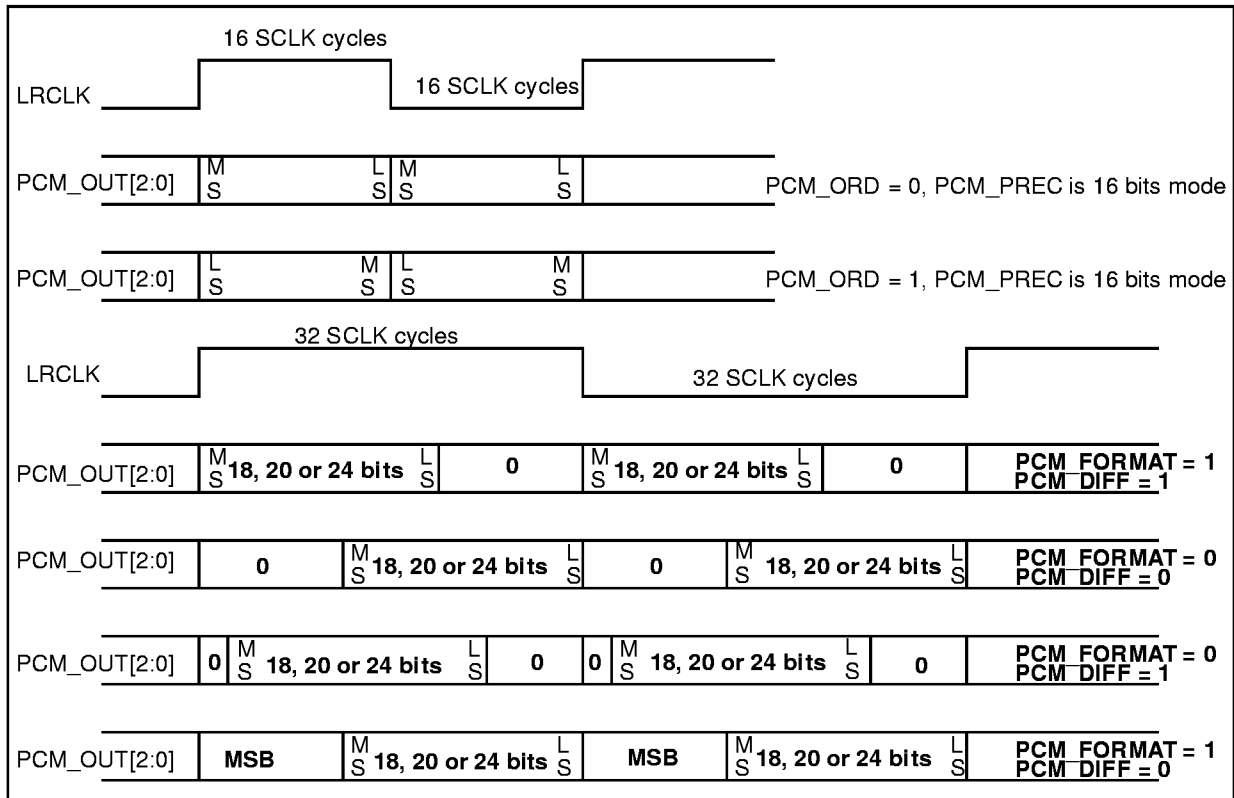 16 SCLK cycles
16 SCLK cycles
LRCLK
PCM_OUT[2:0]
M L M L
S S S S
PCM_ORD = 0, PCM_PREC is 16 bits mode
PCM_OUT[2:0]
L M L M
S S S S
PCM_ORD = 1, PCM_PREC is 16 bits mode
32 SCLK cycles
32 SCLK cycles
LRCLK
PCM_OUT[2:0]
M L M L
S 18, 20 or 24 bits S 0 S 18, 20 or 24 bits S 0
PCM_FORMAT = 1
PCM_DIFF = 1
PCM_OUT[2:0]
M L M L
0 S 18, 20 or 24 bits S 0 S 18, 20 or 24 bits S
PCM_FORMAT = 0
PCM_DIFF = 0
PCM_OUT[2:0]
M L M L
0 S 18, 20 or 24 bits S 0 0 S 18, 20 or 24 bits S 0
PCM_FORMAT = 0
PCM_DIFF = 1
PCM_OUT[2:0]
M L M L
MSB S 18, 20 or 24 bits S MSB S 18, 20 or 24 bits S
PCM_FORMAT = 1
PCM_DIFF = 0